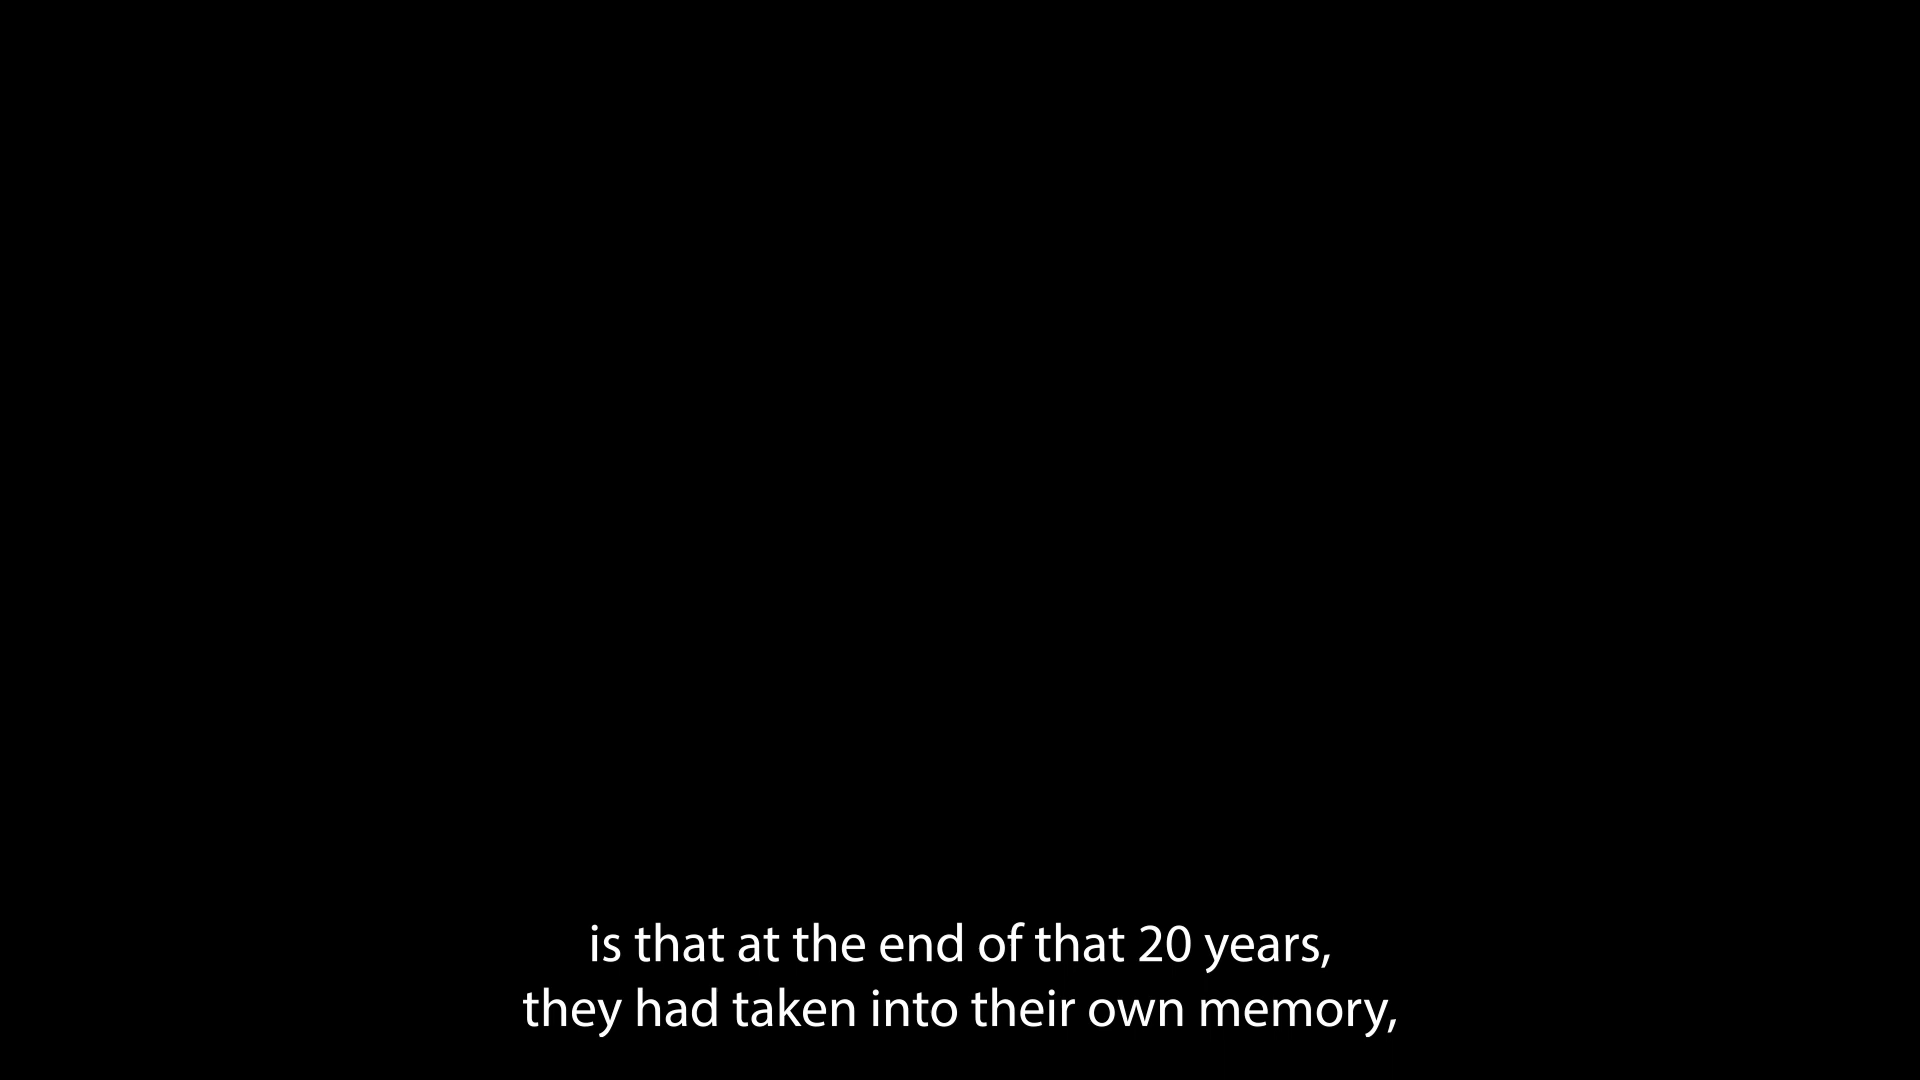 is that at the end of that 20 years,
they had taken into their own memory,